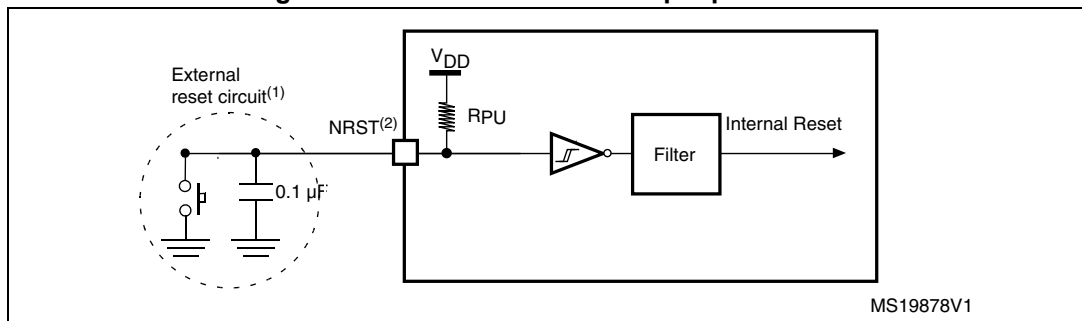 External
reset circuit(1)
VDD
RPU
NRST(2)
Internal Reset
Filter
0.1 µF
MS19878V1